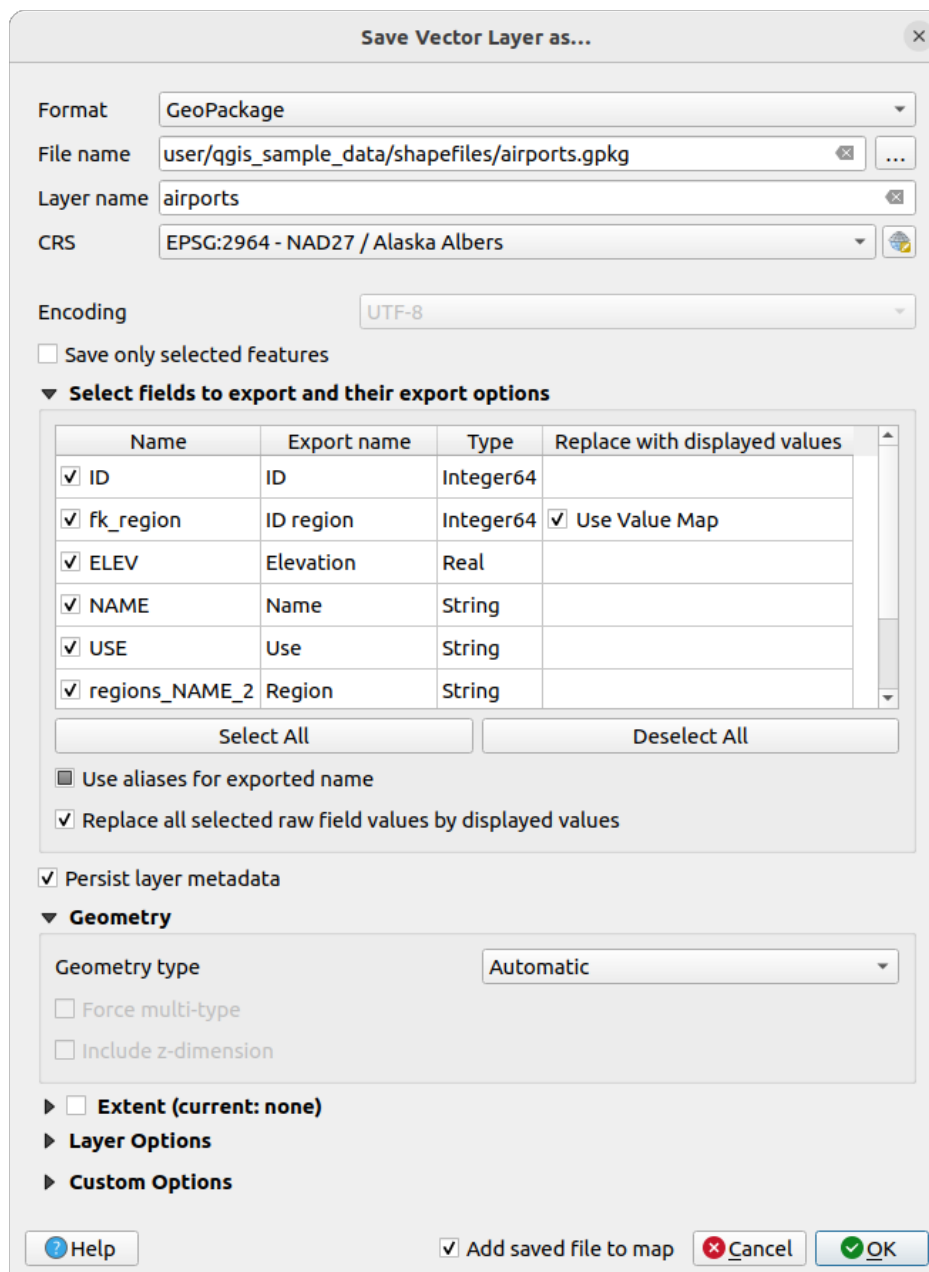 Save Vector Layer as...
Format GeoPackage
File name user/qgis_sample_data/shapefiles/airports.gpkg ...
Layer name airports
CRS EPSG:2964 - NAD27 / Alaska Albers
Encoding UTF-8
Save only selected features
Select fields to export and their export options
Name Export name Type Replace with displayed values
ID ID Integer64
fk_region ID region Integer64 Use Value Map
ELEV Elevation Real
NAME Name String
USE Use String
regions_NAME_2 Region String
Select All Deselect All
Use aliases for exported name
Replace all selected raw field values by displayed values
Persist layer metadata
Geometry
Geometry type Automatic
Force multi-type
Include z-dimension
Extent (current: none)
Layer Options
Custom Options
Help Add saved file to map Cancel OK